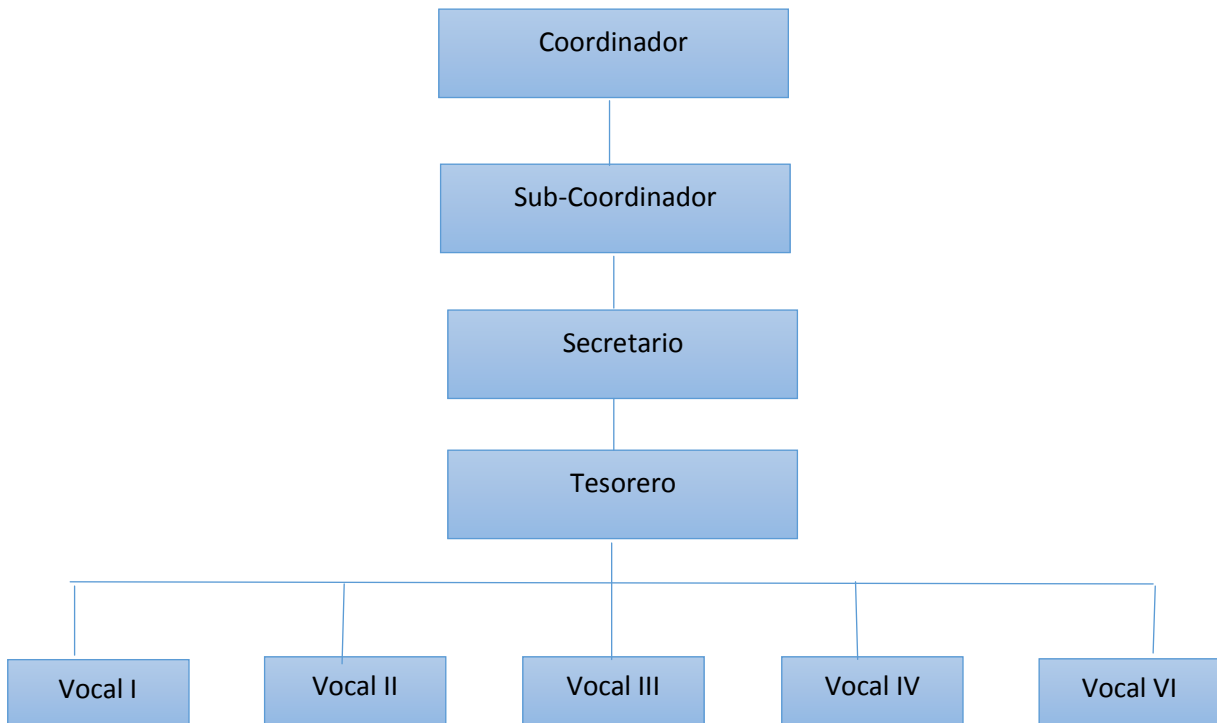 Coordinador
Sub-Coordinador
Secretario
Tesorero
Vocal I
Vocal II
Vocal III
Vocal IV
Vocal VI